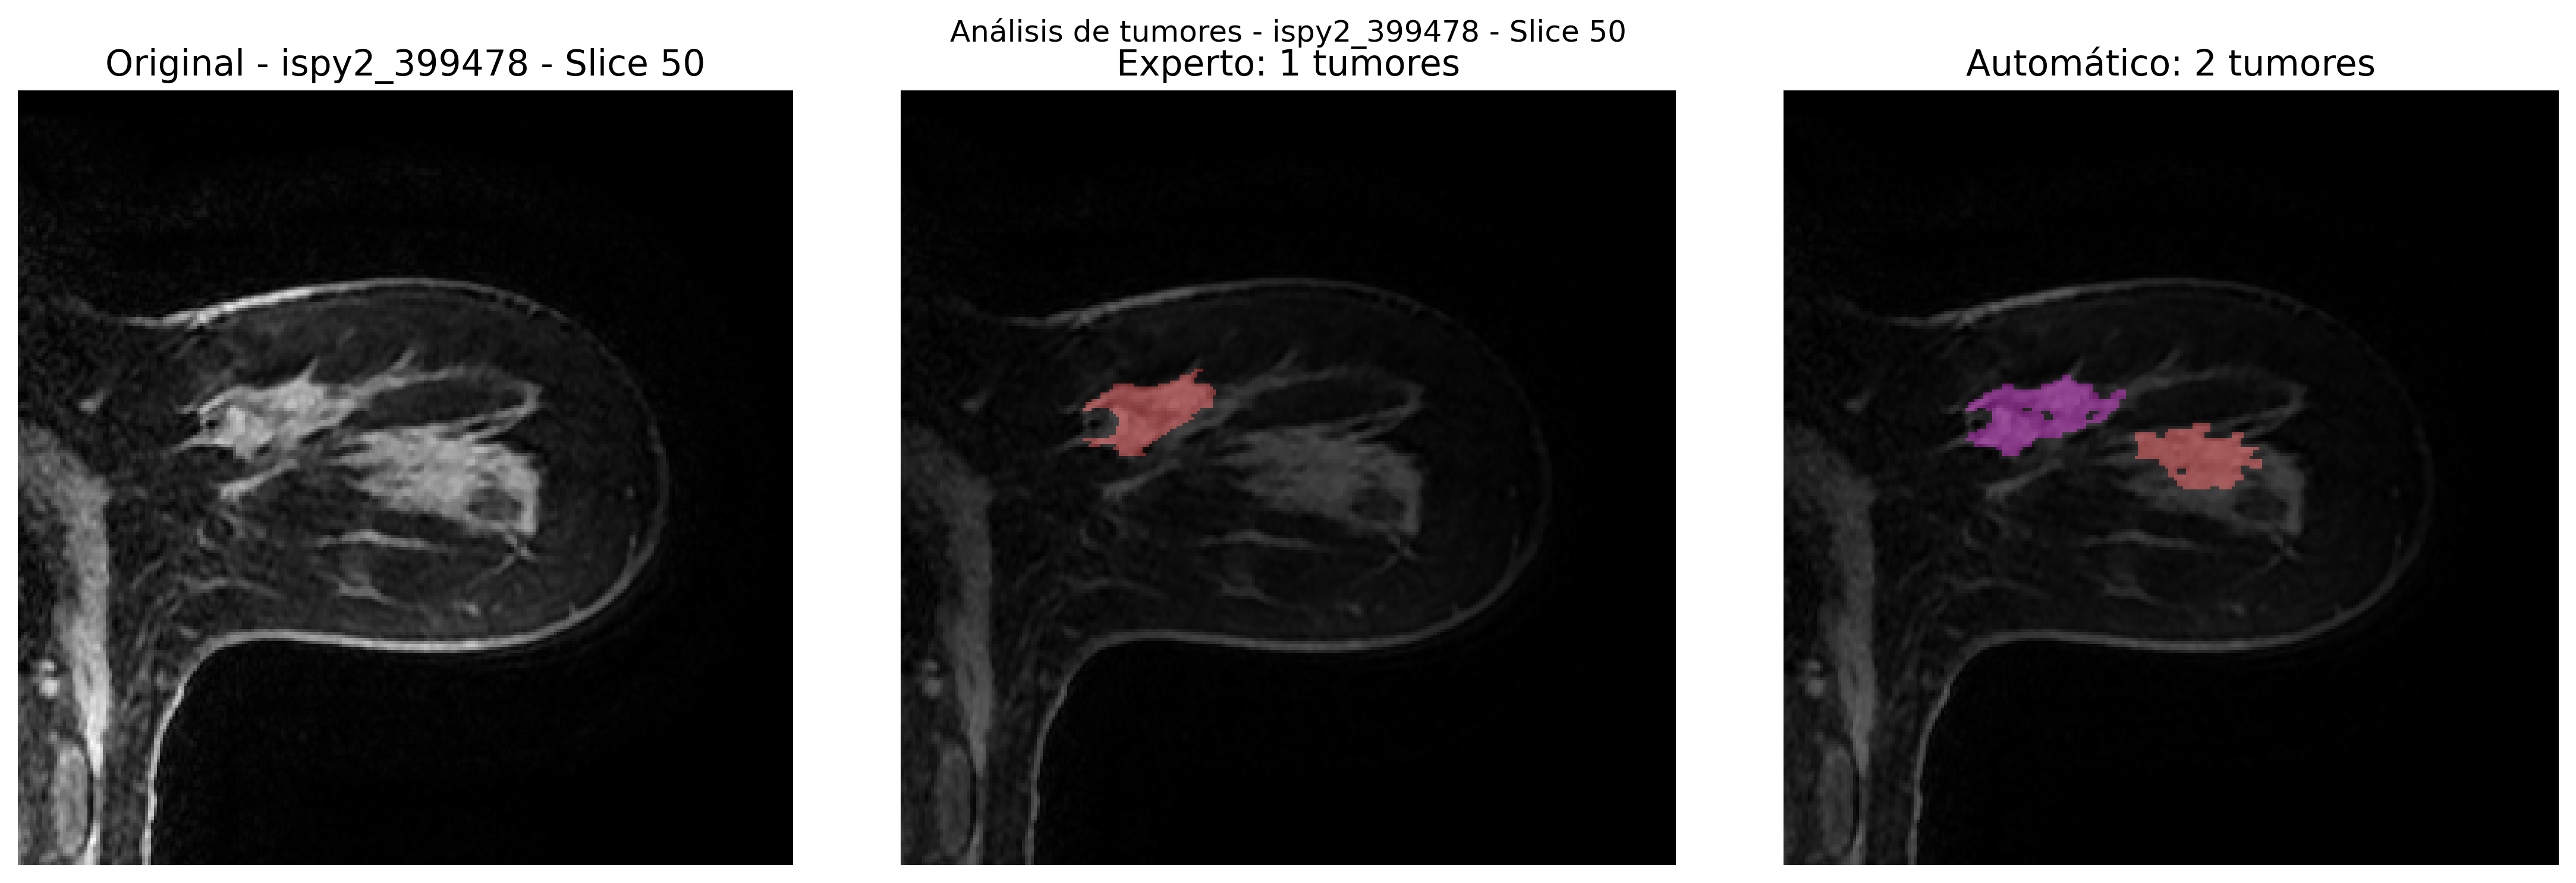 Análisis de tumores - ispy2_399478 - Slice 50
Original - ispy2_399478 - Slice 50
Experto: 1 tumores
Automático: 2 tumores